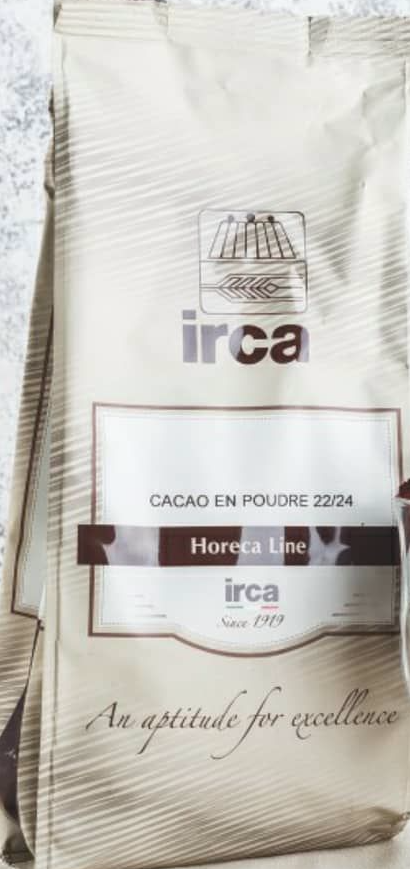 irca
CACAO EN POUDRE 22/24
Horeca Line
irca
Since 1919
An aptitude for excellence